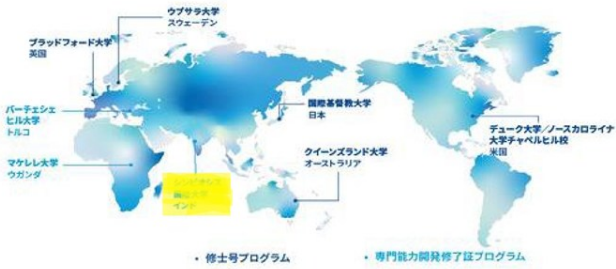 ウプサラ大学
スウェーデン
ブラッドフォード大学
英国
バーチェシェ
ヒル大学
トルコ
マケレレ大学
ウガンダ
国際基督教大学
日本
クイーンズランド大学
オーストラリア
デューク大学／ノースカロライナ
大学チャペルヒル校
米国
インド
• 修士号プログラム
• 専門能力開発修了証プログラム